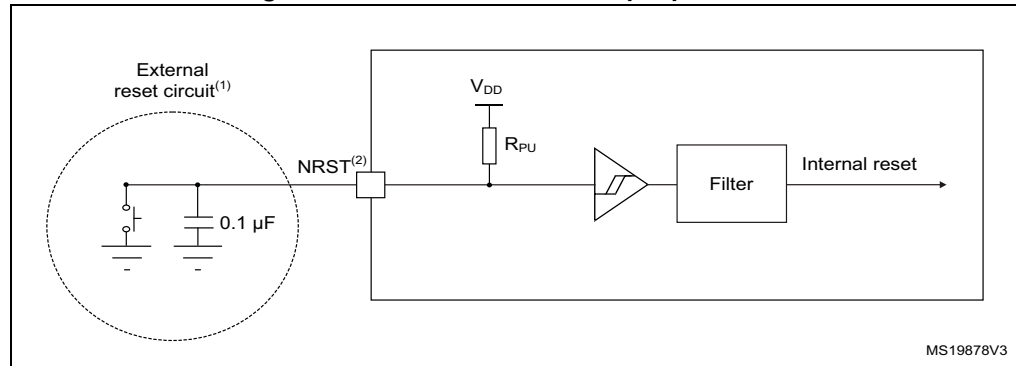 External
reset circuit(1)
VDD
RPU
NRST(2)
Internal reset
Filter
0.1 µF
MS19878V3